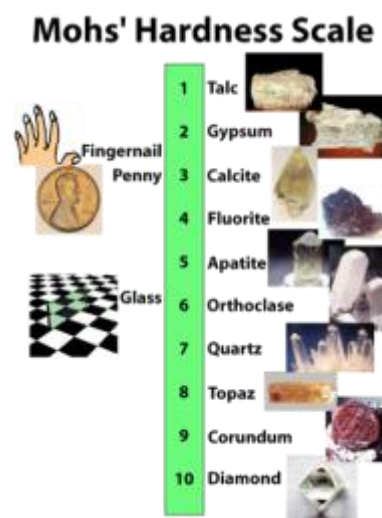 Mohs' Hardness Scale
1 Talc
2 Gypsum
Fingernail
Penny 3 Calcite
4 Fluorite
5 Apatite
Glass 6 Orthoclase
7 Quartz
8 Topaz
9 Corundum
10 Diamond